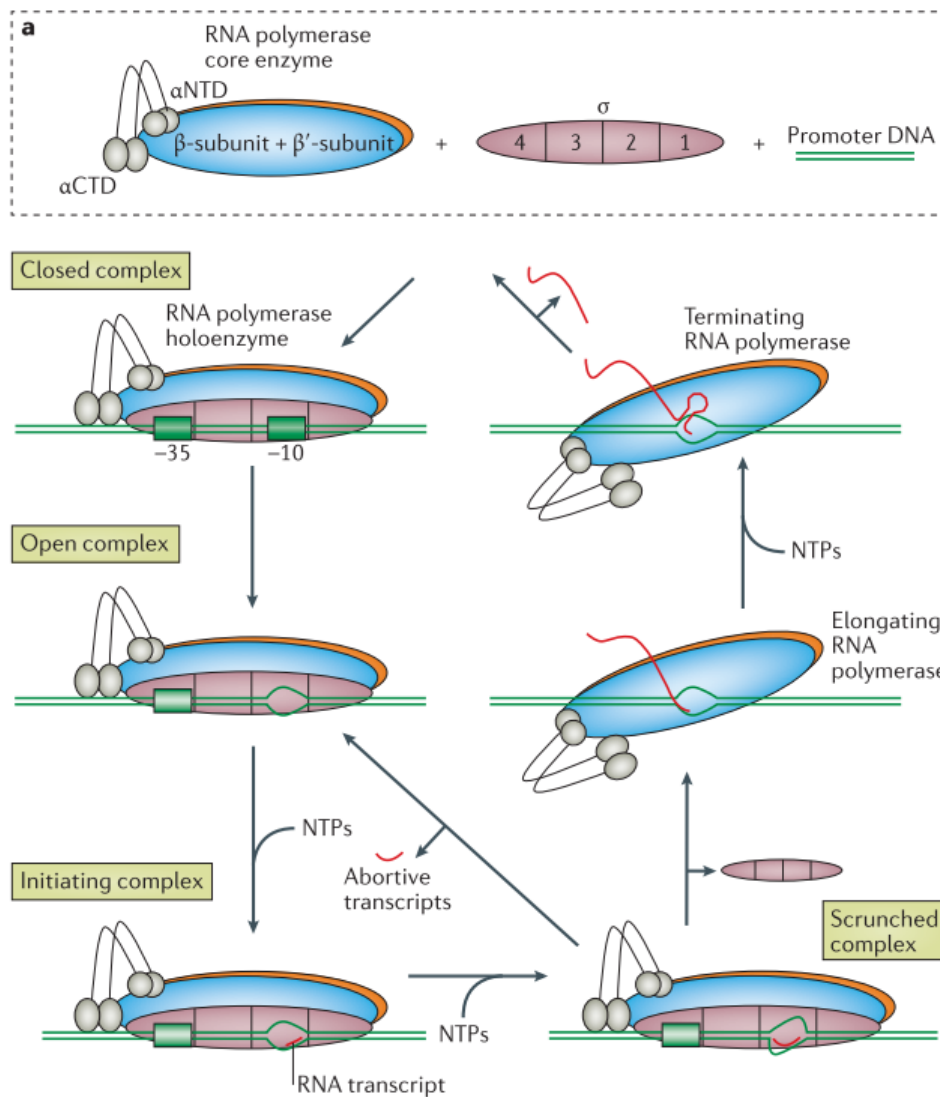 a
RNA polymerase
core enzyme
αNTD
β-subunit + β′-subunit
αCTD
+
σ
4 3 2 1
+
Promoter DNA
Closed complex
RNA polymerase
holoenzyme
−35
−10
Terminating
RNA polymerase
Open complex
NTPs
Elongating
RNA
polymerase
NTPs
Initiating complex
Abortive
transcripts
Scrunched
complex
NTPs
RNA transcript